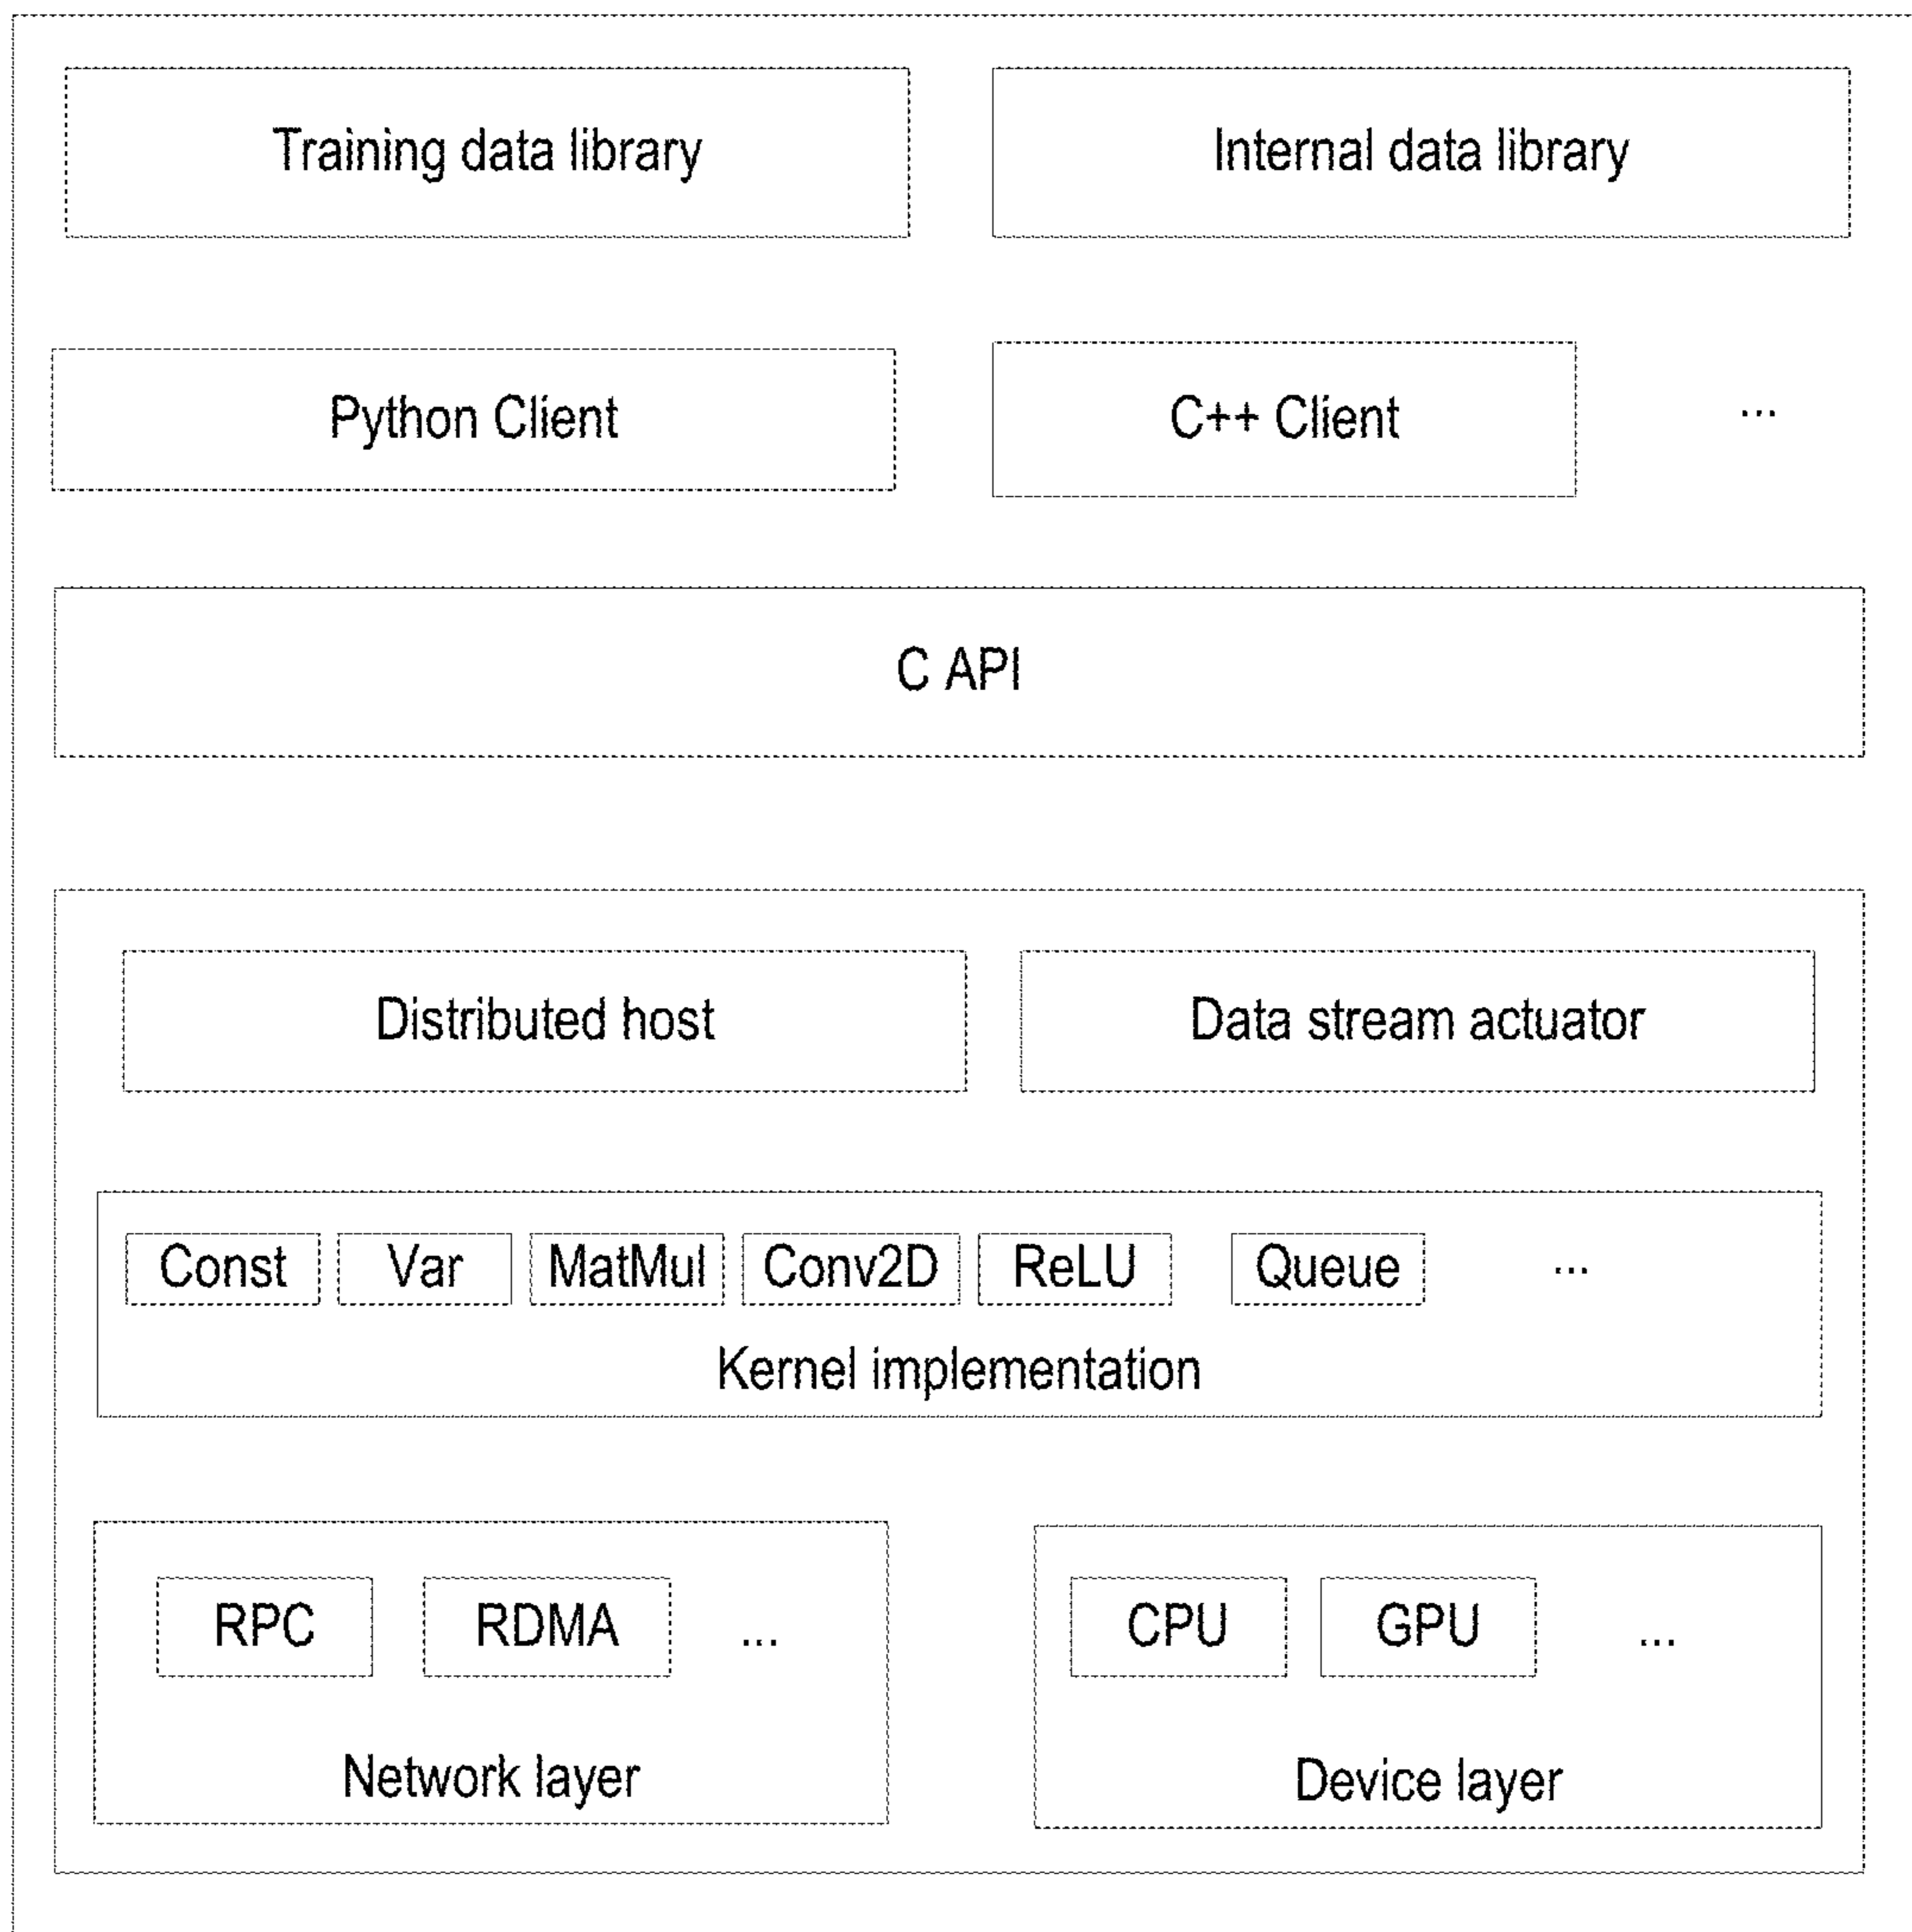 Training data library
Internal data library
Python Client
C++ Client
...
C API
Distributed host
Data stream actuator
Const
Var
MatMul
Conv2D
ReLU
Queue
...
Kernel implementation
RPC
RDMA
...
Network layer
CPU
GPU
...
Device layer